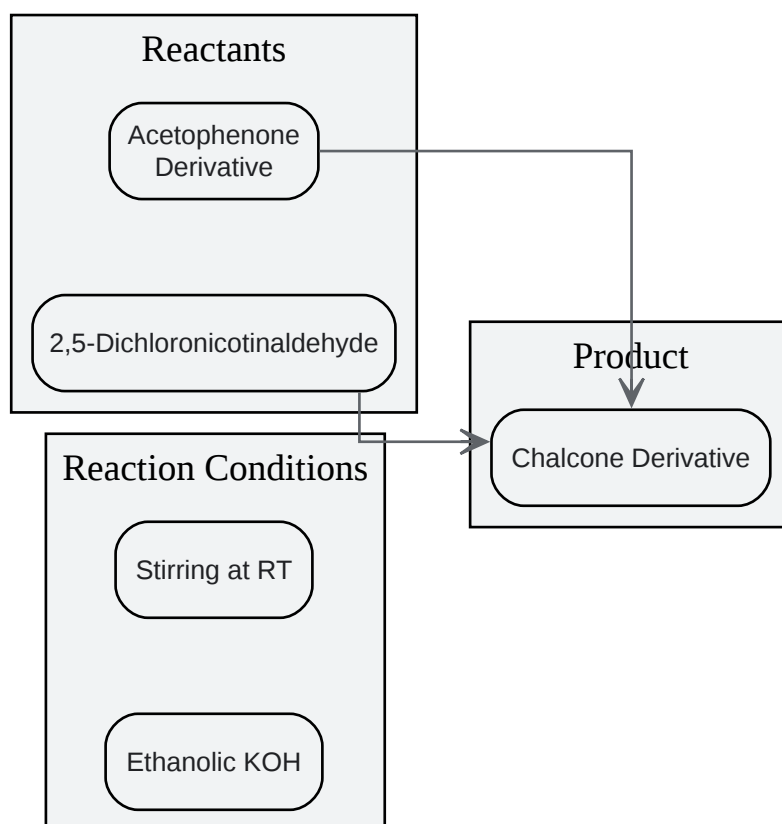 Reactants
Acetophenone
Derivative
2,5-Dichloronicotinaldehyde
Product
Chalcone Derivative
Reaction Conditions
Stirring at RT
Ethanolic KOH